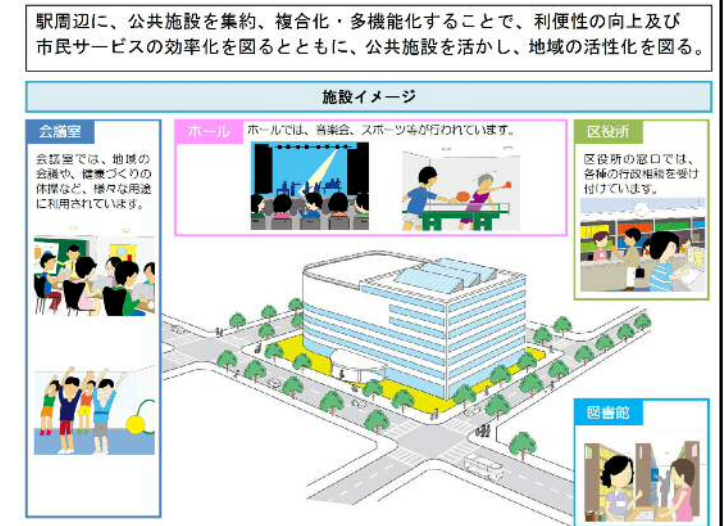 駅周辺に、公共施設を集約、複合化・多機能化することで、利便性の向上及び
市民サービスの効率化を図るとともに、公共施設を活かし、地域の活性化を図る。
施設イメージ
会議室
会議室では、地域の
会議や、健康づくりの
体操など、様々な用途
に利用されています。
ホール
ホールでは、音楽会、スポーツ等が行われています。
区役所
区役所の窓口では、
各種の行政相談を受け
付けています。
図書館